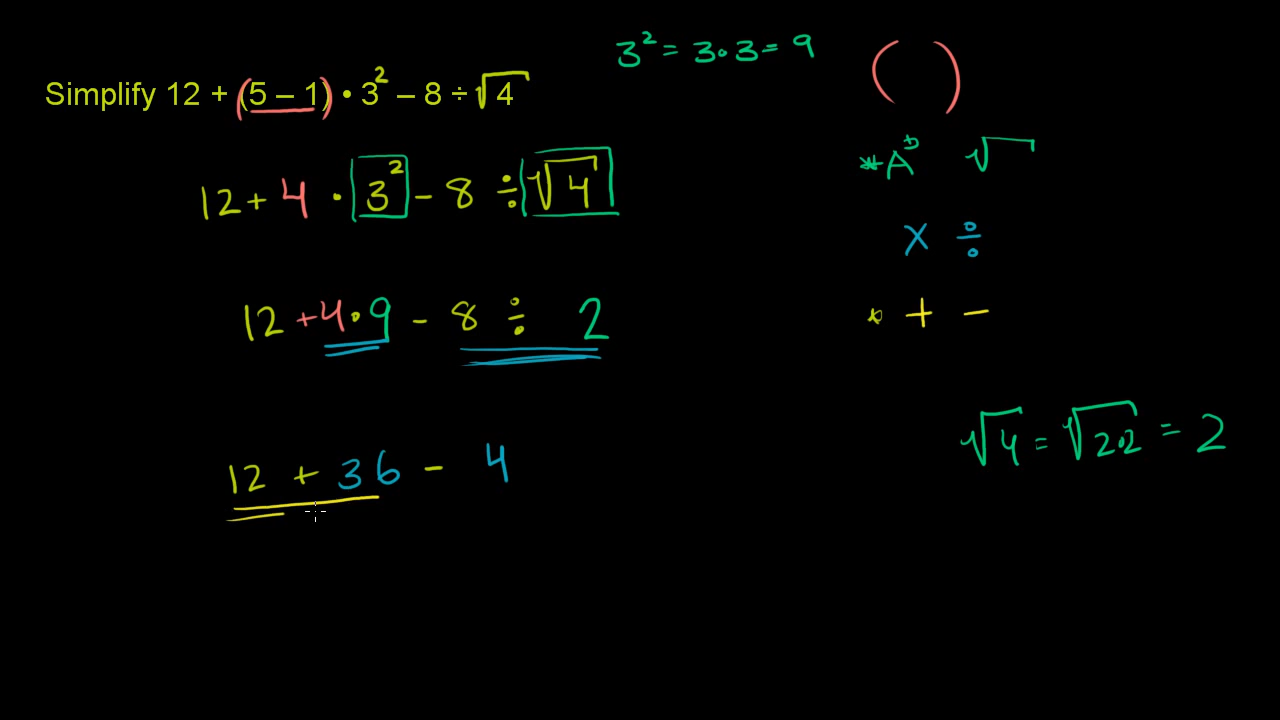 3² = 3·3 = 9
( )
Simplify 12 + (5 – 1) • 3² – 8 ÷ √4
* Aᵇ √
12 + 4 · 3² – 8 ÷ √4
x ÷
* + –
12 + 4 · 9 – 8 ÷ 2
√4 = √2·2 = 2
12 + 36 – 4